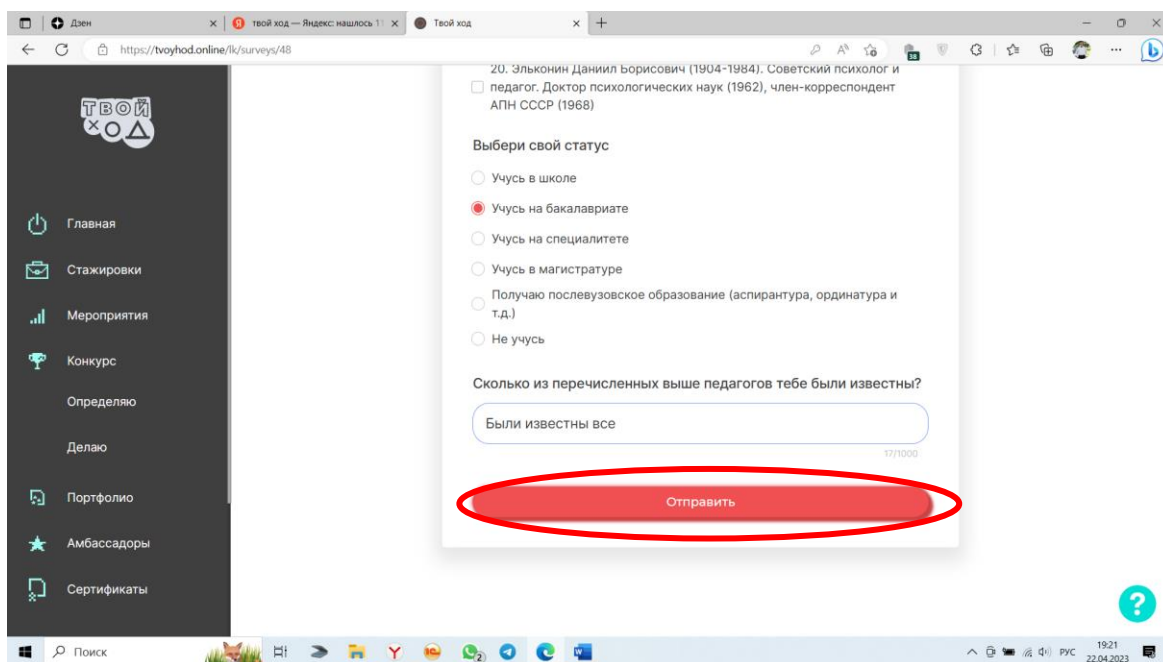 Дзен
твой ход — Яндекс: нашлось 1
Твой ход
https://tvoyhod.online/lk/surveys/48
38
ТВОЙ
ХОД
Главная
Стажировки
Мероприятия
Конкурс
Определяю
Делаю
Портфолио
Амбассадоры
Сертификаты
20. Эльконин Даниил Борисович (1904-1984). Советский психолог и
педагог. Доктор психологических наук (1962), член-корреспондент
АПН СССР (1968)
Выбери свой статус
Учусь в школе
Учусь на бакалавриате
Учусь на специалитете
Учусь в магистратуре
Получаю послевузовское образование (аспирантура, ординатура и
т.д.)
Не учусь
Сколько из перечисленных выше педагогов тебе были известны?
Были известны все
17/1000
Отправить
?
Поиск
1С
2
РУС
19:21
22.04.2023